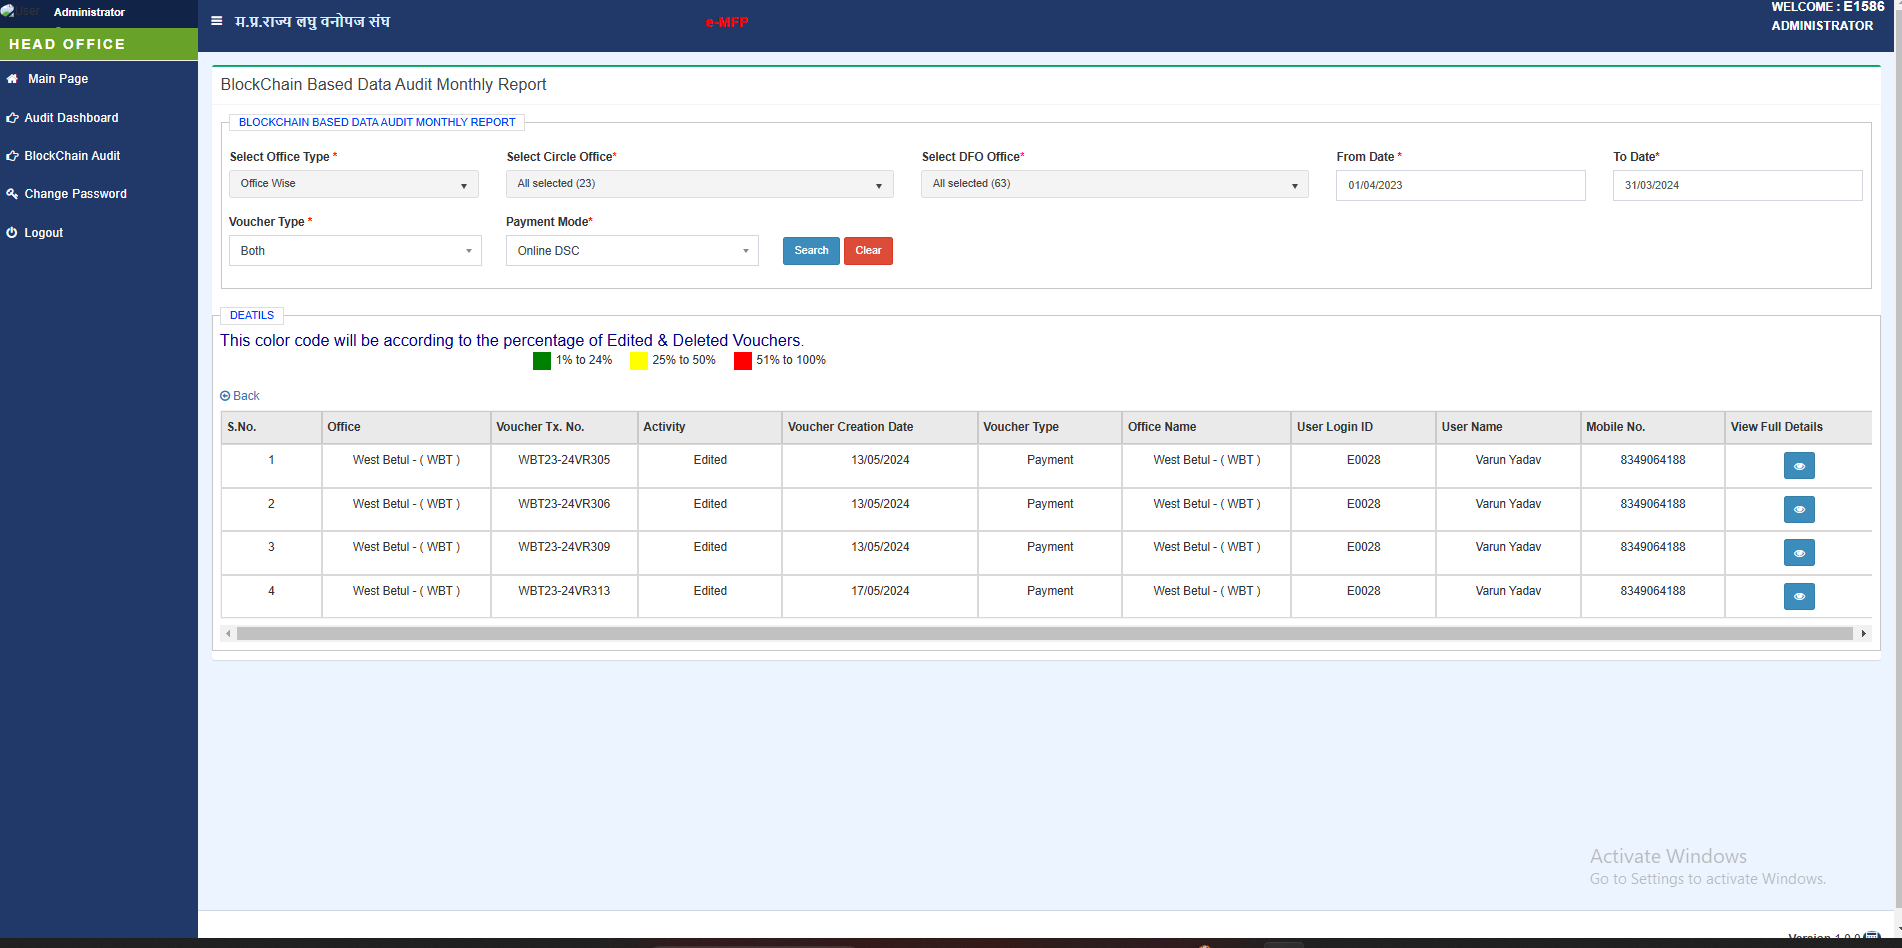 User Administrator
HEAD OFFICE
Main Page
Audit Dashboard
BlockChain Audit
Change Password
Logout
म.प्र.राज्य लघु वनोपज संघ
e-MFP
WELCOME : E1586
ADMINISTRATOR
BlockChain Based Data Audit Monthly Report
BLOCKCHAIN BASED DATA AUDIT MONTHLY REPORT
Select Office Type * Select Circle Office* Select DFO Office* From Date * To Date*
Office Wise All selected (23) All selected (63) 01/04/2023 31/03/2024
Voucher Type * Payment Mode*
Both Online DSC Search Clear
DEATILS
This color code will be according to the percentage of Edited & Deleted Vouchers.
1% to 24% 25% to 50% 51% to 100%
Back
S.No. Office Voucher Tx. No. Activity Voucher Creation Date Voucher Type Office Name User Login ID User Name Mobile No. View Full Details
1 West Betul - ( WBT ) WBT23-24VR305 Edited 13/05/2024 Payment West Betul - ( WBT ) E0028 Varun Yadav 8349064188
2 West Betul - ( WBT ) WBT23-24VR306 Edited 13/05/2024 Payment West Betul - ( WBT ) E0028 Varun Yadav 8349064188
3 West Betul - ( WBT ) WBT23-24VR309 Edited 13/05/2024 Payment West Betul - ( WBT ) E0028 Varun Yadav 8349064188
4 West Betul - ( WBT ) WBT23-24VR313 Edited 17/05/2024 Payment West Betul - ( WBT ) E0028 Varun Yadav 8349064188
Activate Windows
Go to Settings to activate Windows.
Version 1.0.0